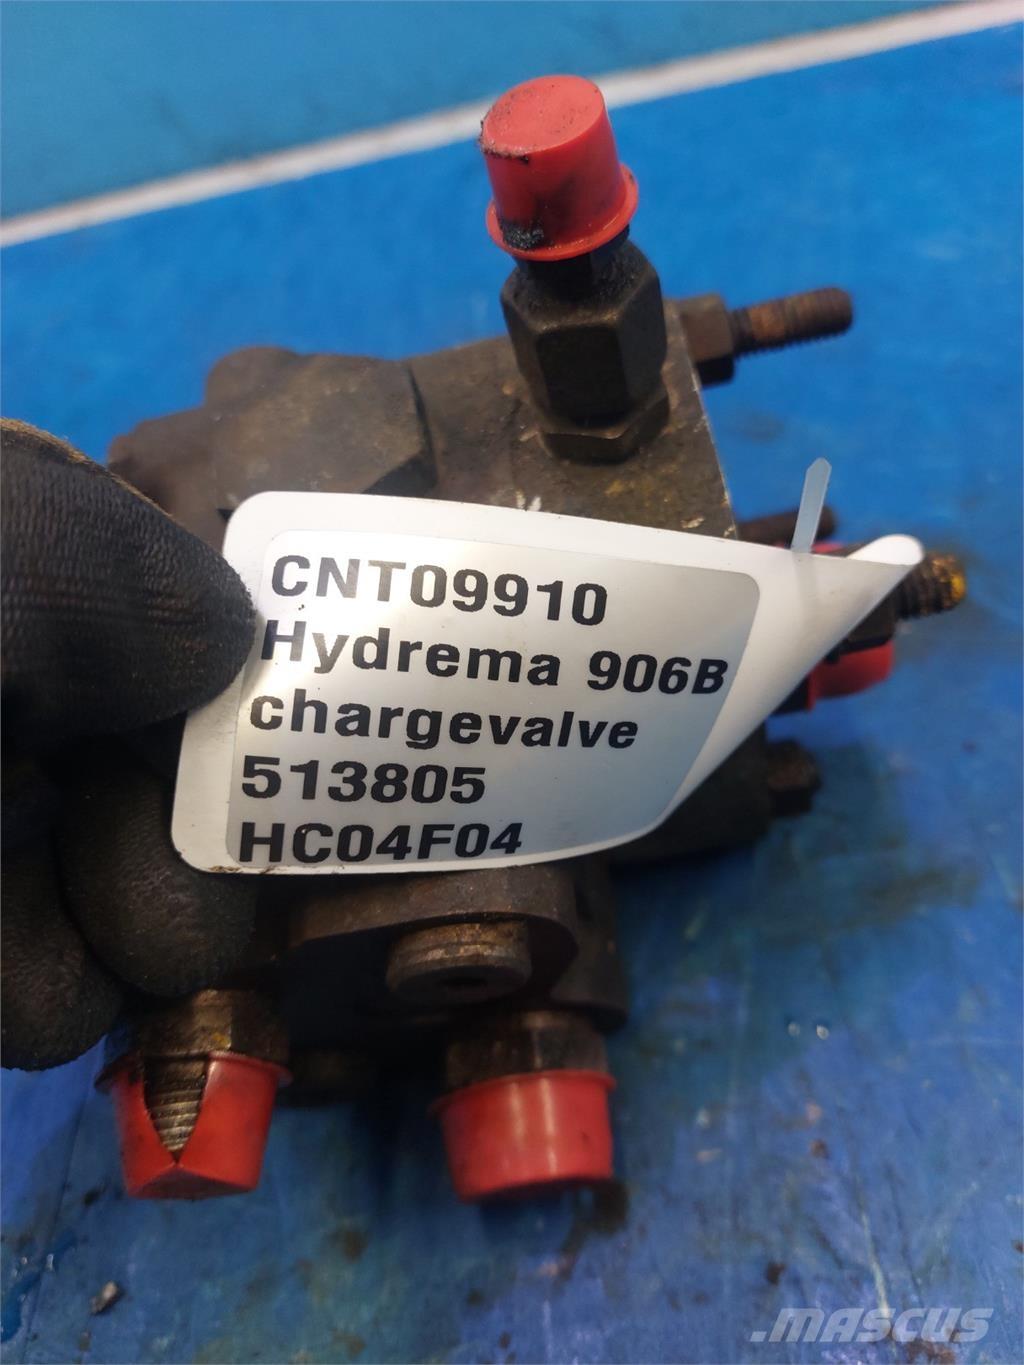 CNT09910
Hydrema 906B
chargevalve
513805
HC04F04
.MASCUS